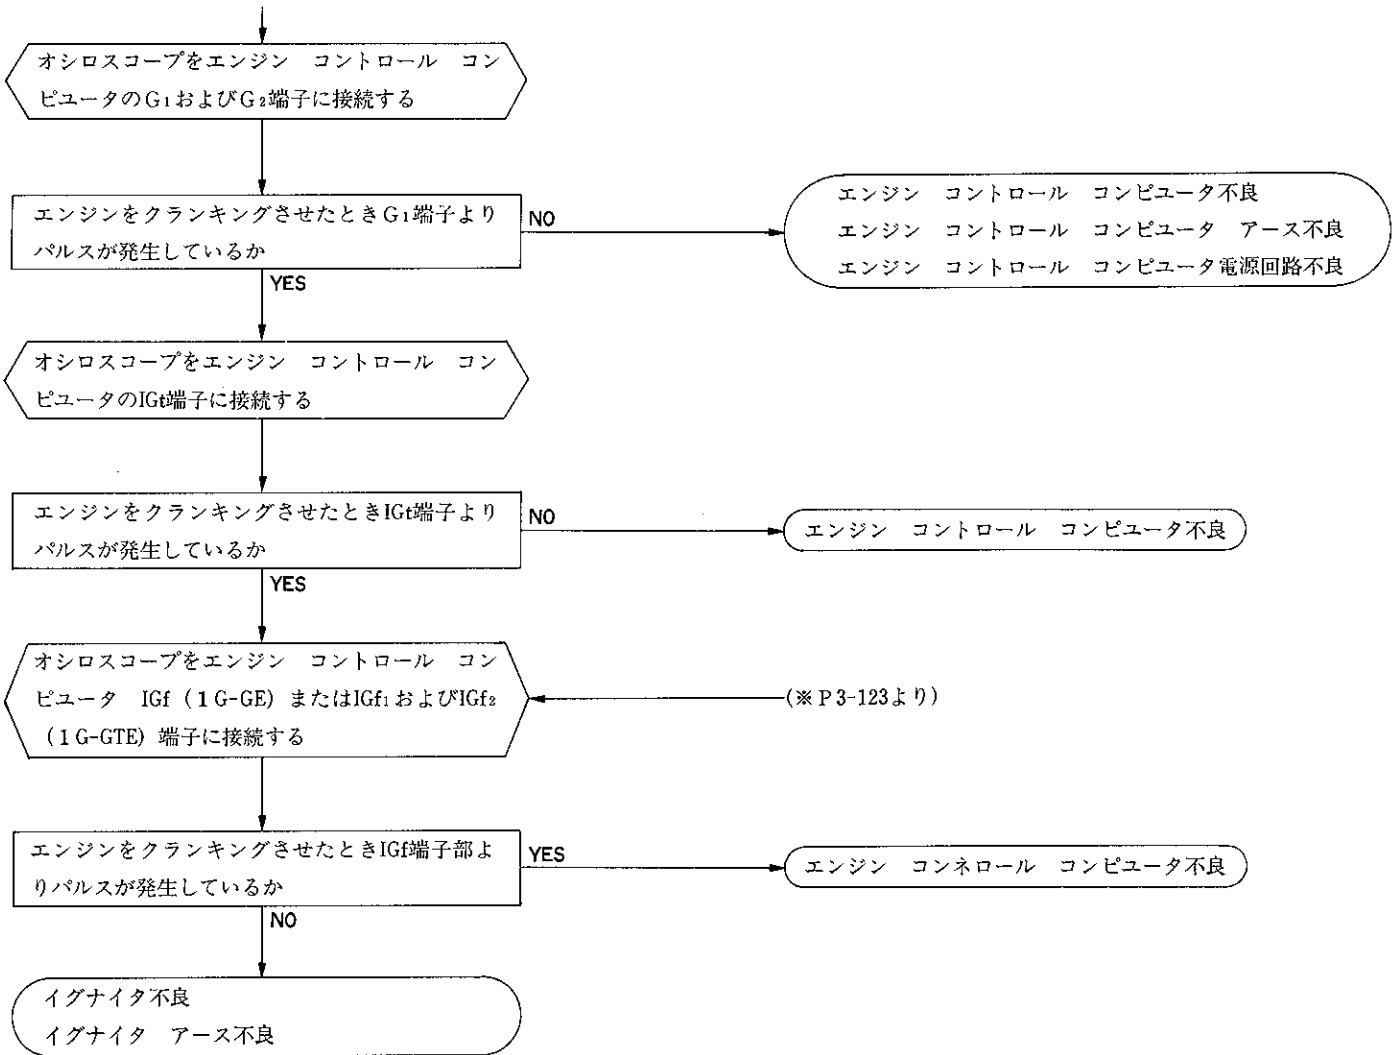 オシロスコープをエンジン　コントロール　コン
ピユータのG₁およびG₂端子に接続する
エンジンをクランキングさせたときG₁端子より
パルスが発生しているか
NO
エンジン　コントロール　コンピユータ不良
エンジン　コントロール　コンピユータ　アース不良
エンジン　コントロール　コンピユータ電源回路不良
YES
オシロスコープをエンジン　コントロール　コン
ピユータのIGt端子に接続する
エンジンをクランキングさせたときIGt端子より
パルスが発生しているか
NO
エンジン　コントロール　コンピユータ不良
YES
オシロスコープをエンジン　コントロール　コン
ピユータ　IGf（1G-GE）またはIGf₁およびIGf₂
（1G-GTE）端子に接続する
(※P3-123より)
エンジンをクランキングさせたときIGf端子部よ
りパルスが発生しているか
YES
エンジン　コンネロール　コンピユータ不良
NO
イグナイタ不良
イグナイタ　アース不良